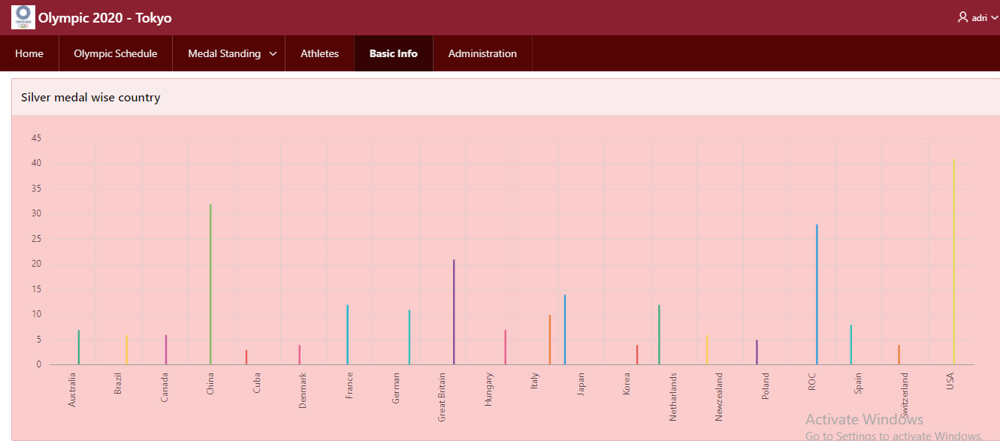 Olympic 2020 - Tokyo
adri
Home
Olympic Schedule
Medal Standing
Athletes
Basic Info
Administration
Silver medal wise country
45
40
35
30
25
20
15
10
5
0
Australia
Brazil
Canada
China
Cuba
Denmark
France
German
Great Britain
Hungary
Italy
Japan
Korea
Netharlands
Newzealand
Poland
ROC
Spain
Switzerland
USA
Activate Windows
Go to Settings to activate Windows.